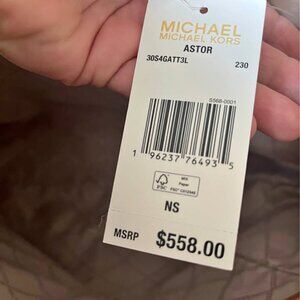 MICHAEL
MICHAEL KORS
ASTOR
30S4GATT3L 230
5568-0001
1 96237 76493 5
FSC
MIX
Paper
NS
MSRP $558.00